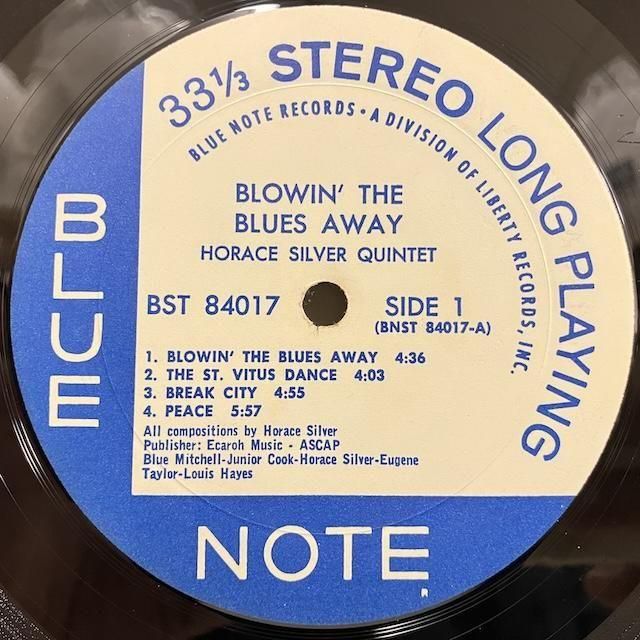 33⅓ STEREO LONG PLAYING
BLUE NOTE RECORDS • A DIVISION OF LIBERTY RECORDS, INC.
BLOWIN' THE
BLUES AWAY
HORACE SILVER QUINTET
BST 84017
SIDE 1
(BNST 84017-A)
1. BLOWIN' THE BLUES AWAY 4:36
2. THE ST. VITUS DANCE 4:03
3. BREAK CITY 4:55
4. PEACE 5:57
All compositions by Horace Silver
Publisher: Ecaroh Music - ASCAP
Blue Mitchell-Junior Cook-Horace Silver-Eugene
Taylor-Louis Hayes
BLUE
NOTE